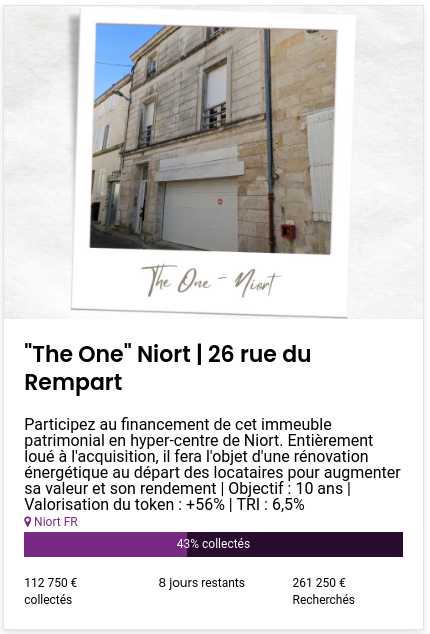 The One - Niort
"The One" Niort | 26 rue du
Rempart
Participez au financement de cet immeuble
patrimonial en hyper-centre de Niort. Entièrement
loué à l'acquisition, il fera l'objet d'une rénovation
énergétique au départ des locataires pour augmenter
sa valeur et son rendement | Objectif : 10 ans |
Valorisation du token : +56% | TRI : 6,5%
Niort FR
43% collectés
112 750 €
collectés
8 jours restants
261 250 €
Recherchés